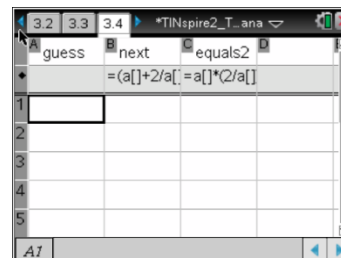 3.2 3.3 3.4 *TINspire2_T…ana
A guess B next C equals2 D
=(a[]+2/a[ =a[]*(2/a[]
1
2
3
4
5
A1